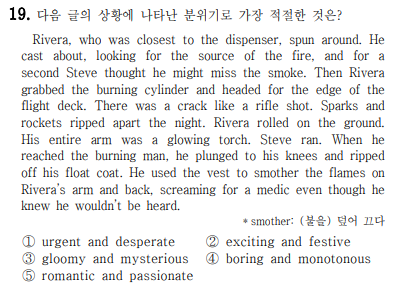 19. 다음 글의 상황에 나타난 분위기로 가장 적절한 것은?
Rivera, who was closest to the dispenser, spun around. He
cast about, looking for the source of the fire, and for a
second Steve thought he might miss the smoke. Then Rivera
grabbed the burning cylinder and headed for the edge of the
flight deck. There was a crack like a rifle shot. Sparks and
rockets ripped apart the night. Rivera rolled on the ground.
His entire arm was a glowing torch. Steve ran. When he
reached the burning man, he plunged to his knees and ripped
off his float coat. He used the vest to smother the flames on
Rivera's arm and back, screaming for a medic even though he
knew he wouldn't be heard.
* smother: (불을) 덮어 끄다
① urgent and desperate ② exciting and festive
③ gloomy and mysterious ④ boring and monotonous
⑤ romantic and passionate